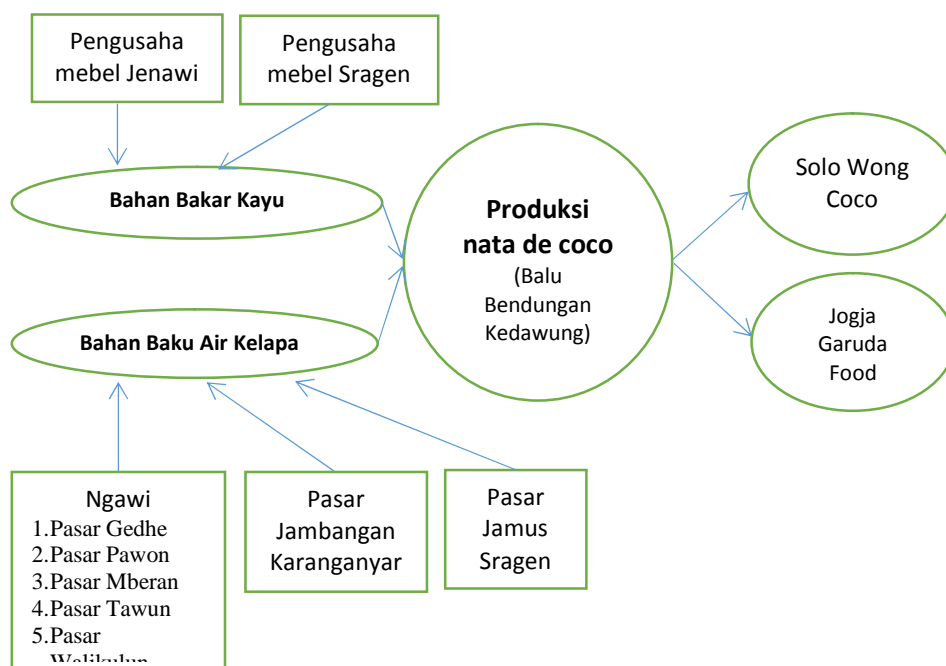 Pengusaha
mebel Jenawi
Pengusaha
mebel Sragen
Bahan Bakar Kayu
Produksi
nata de coco
(Balu
Bendungan
Kedawung)
Solo Wong
Coco
Bahan Baku Air Kelapa
Jogja
Garuda
Food
Ngawi
1.Pasar Gedhe
2.Pasar Pawon
3.Pasar Mberan
4.Pasar Tawun
5.Pasar
Pasar
Jambangan
Karanganyar
Pasar
Jamus
Sragen